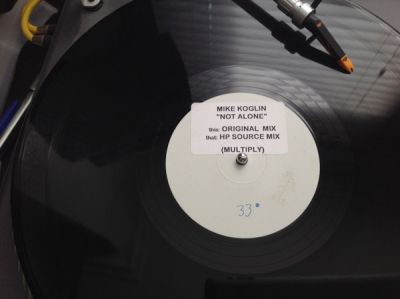 MIKE KOGLIN
"NOT ALONE"
this: ORIGINAL MIX
that: HP SOURCE MIX
(MULTIPLY)
33°